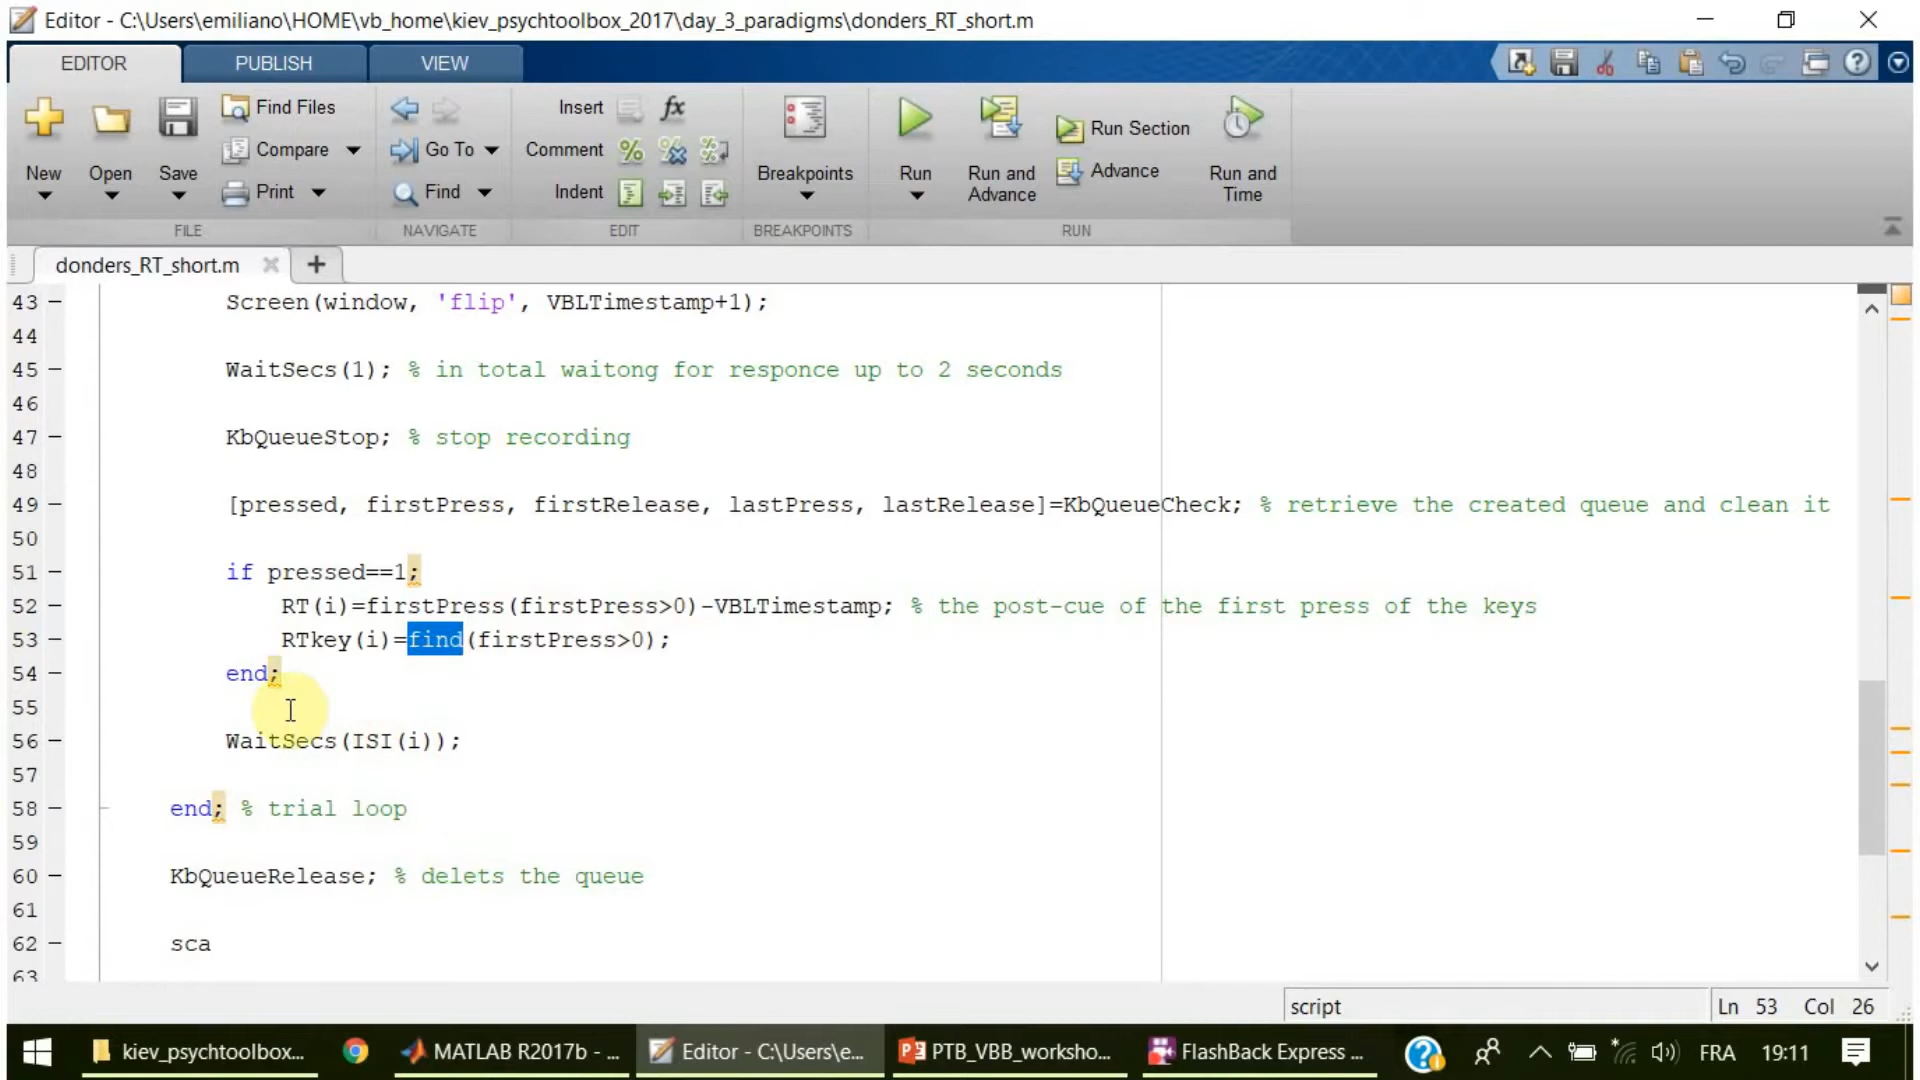 Editor - C:\Users\emiliano\HOME\vb_home\kiev_psychtoolbox_2017\day_3_paradigms\donders_RT_short.m
EDITOR PUBLISH VIEW
Find Files Insert fx
Compare Go To Comment Run Section
New Open Save Print Find Indent Breakpoints Run Run and Advance Advance Run and Time
FILE NAVIGATE EDIT BREAKPOINTS RUN
donders_RT_short.m
43 Screen(window, 'flip', VBLTimestamp+1);
44
45 WaitSecs(1); % in total waitong for responce up to 2 seconds
46
47 KbQueueStop; % stop recording
48
49 [pressed, firstPress, firstRelease, lastPress, lastRelease]=KbQueueCheck; % retrieve the created queue and clean it
50
51 if pressed==1;
52 RT(i)=firstPress(firstPress>0)-VBLTimestamp; % the post-cue of the first press of the keys
53 RTkey(i)=find(firstPress>0);
54 end;
55
56 WaitSecs(ISI(i));
57
58 end; % trial loop
59
60 KbQueueRelease; % delets the queue
61
62 sca
63
script Ln 53 Col 26
kiev_psychtoolbox... MATLAB R2017b - ... Editor - C:\Users\e... PTB_VBB_worksho... FlashBack Express ... FRA 19:11